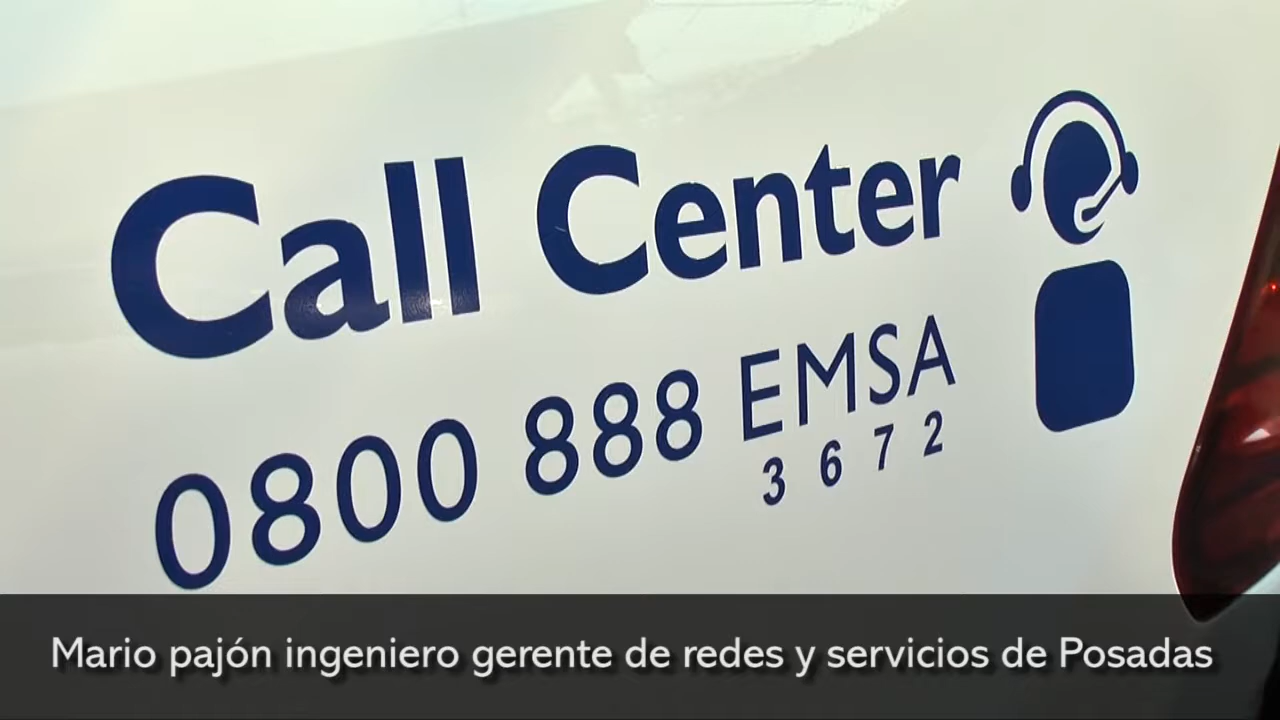 Call Center
0800 888 EMSA
3 6 7 2
Mario pajón ingeniero gerente de redes y servicios de Posadas